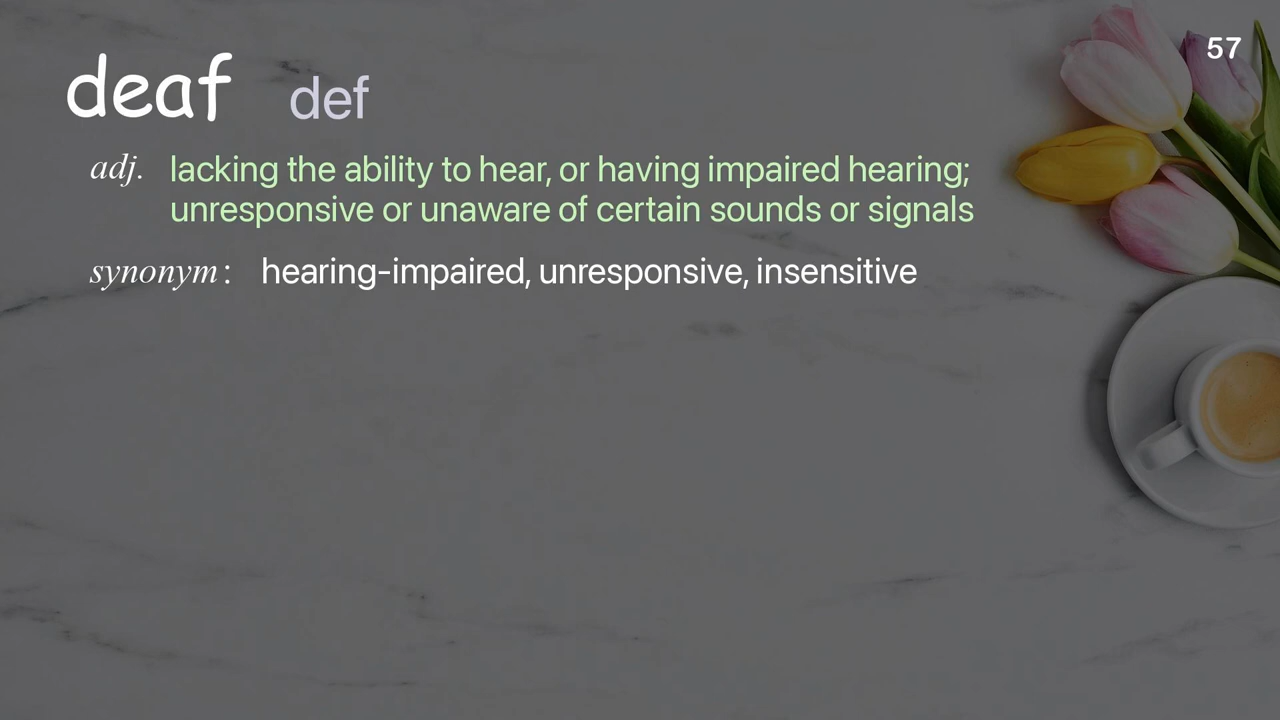 57
deaf def
adj. lacking the ability to hear, or having impaired hearing;
unresponsive or unaware of certain sounds or signals
synonym: hearing-impaired, unresponsive, insensitive